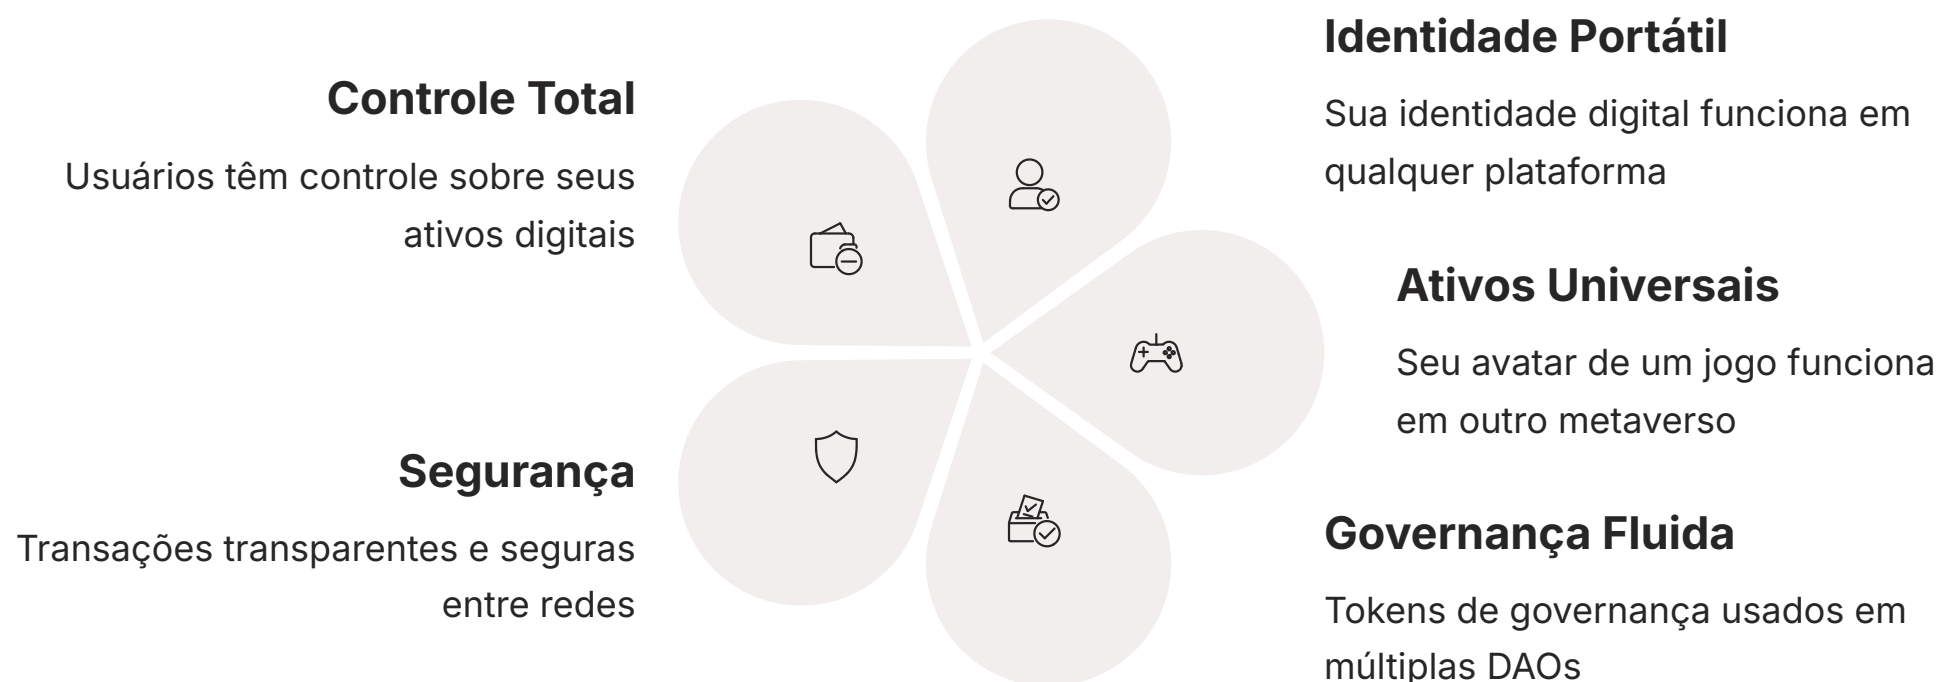 Controle Total
Usuários têm controle sobre seus
ativos digitais
Segurança
Transações transparentes e seguras
entre redes
Identidade Portátil
Sua identidade digital funciona em
qualquer plataforma
Ativos Universais
Seu avatar de um jogo funciona
em outro metaverso
Governança Fluida
Tokens de governança usados em
múltiplas DAOs